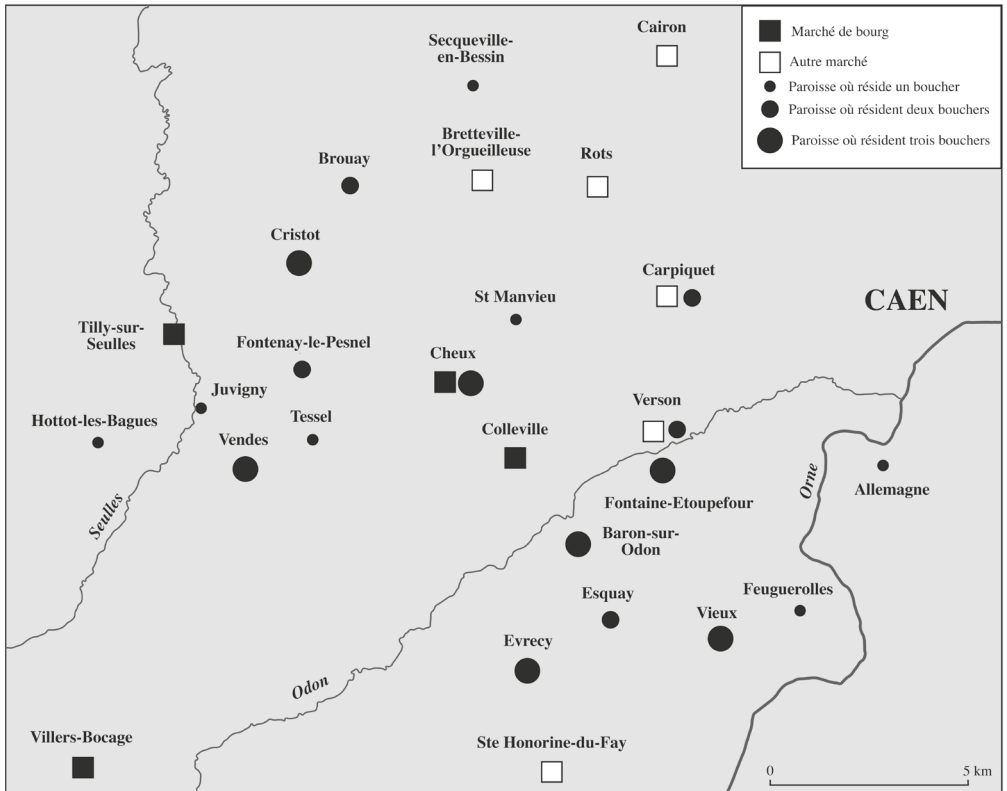 Cairon
Secqueville-
en-Bessin
Marché de bourg
Autre marché
Paroisse où réside un boucher
Paroisse où résident deux bouchers
Paroisse où résident trois bouchers
Bretteville-
l'Orgueilleuse
Rots
Brouay
Cristot
Carpiquet
CAEN
St Manvieu
Tilly-sur-
Seulles
Fontenay-le-Pesnel
Cheux
Juvigny
Hottot-les-Bagues
Tessel
Verson
Vendes
Colleville
Orne
Allemagne
Seulles
Fontaine-Etoupefour
Baron-sur-
Odon
Esquay
Feuguerolles
Vieux
Evrecy
Odon
Villers-Bocage
Ste Honorine-du-Fay
0 5 km